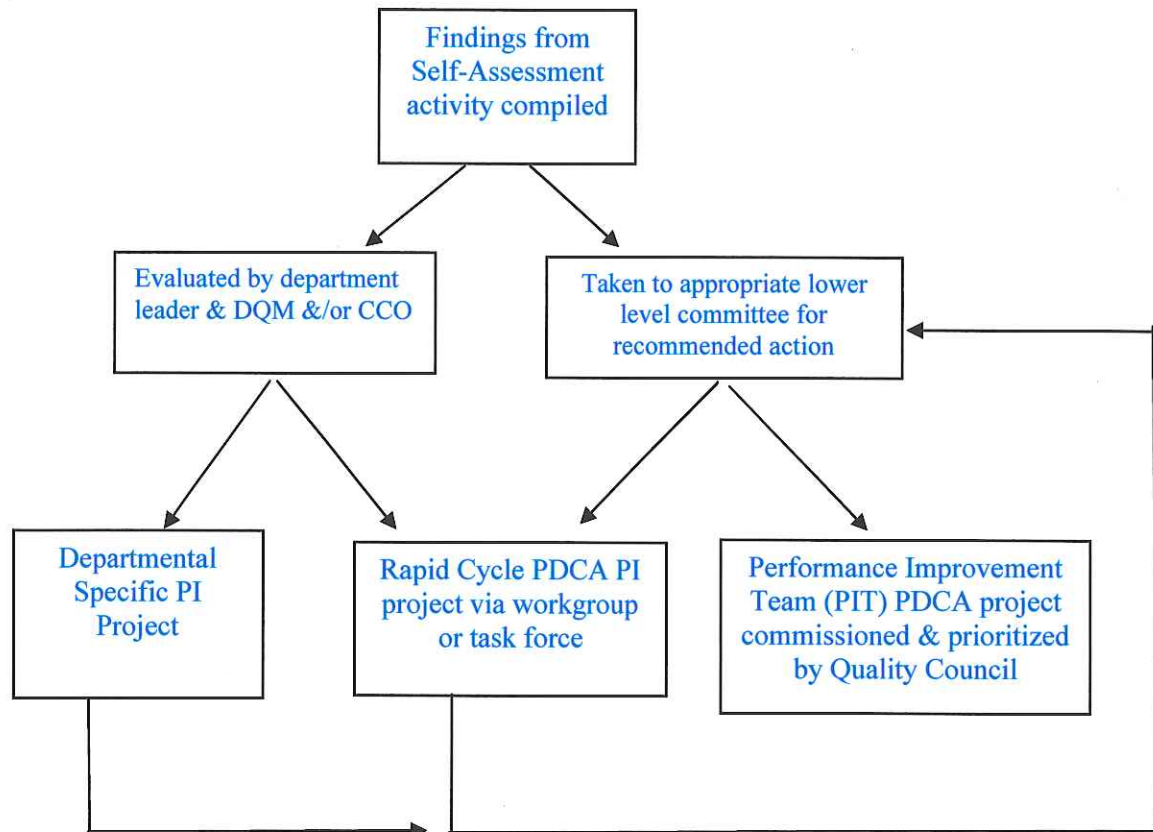 Findings from
Self-Assessment
activity compiled
Evaluated by department
leader & DQM &/or CCO
Taken to appropriate lower
level committee for
recommended action
Departmental
Specific PI
Project
Rapid Cycle PDCA PI
project via workgroup
or task force
Performance Improvement
Team (PIT) PDCA project
commissioned & prioritized
by Quality Council